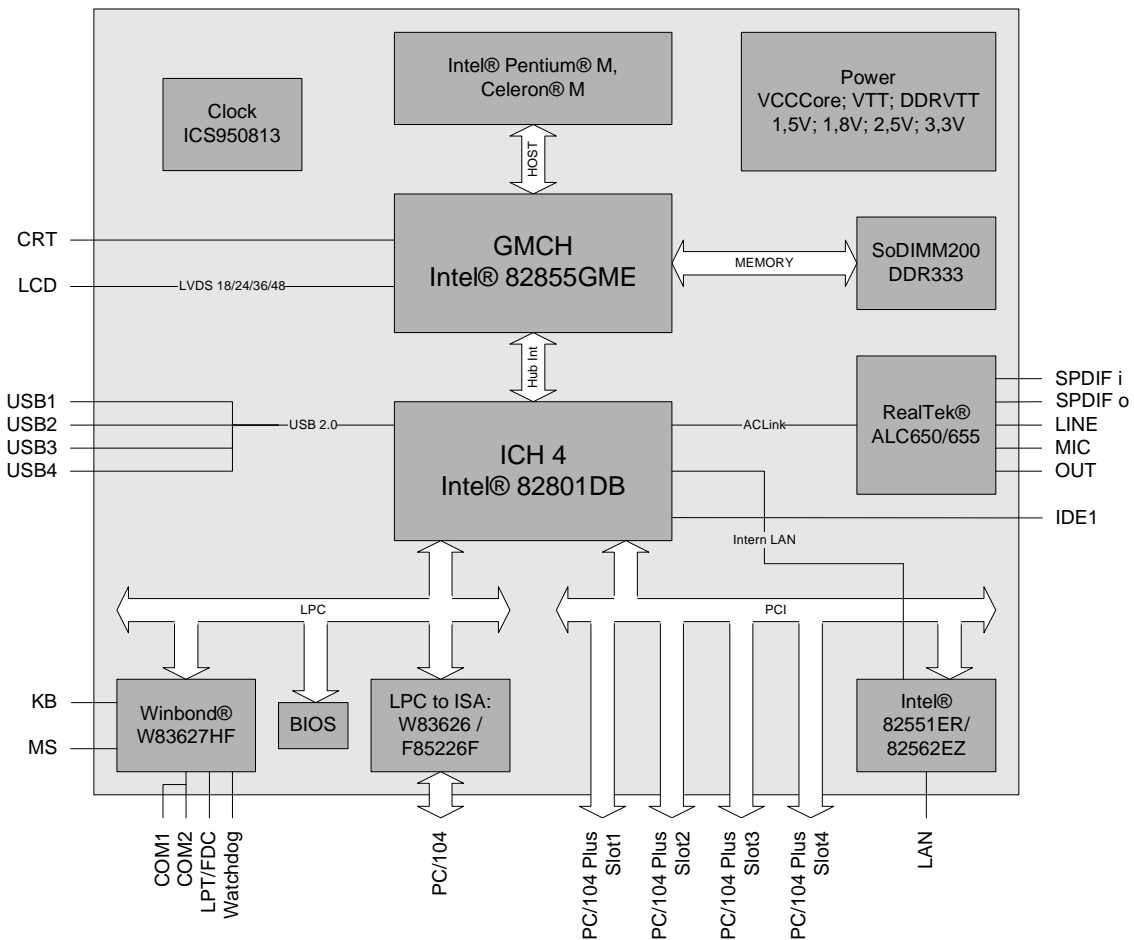 Intel® Pentium® M,
Celeron® M
Power
VCCCore; VTT; DDRVTT
1,5V; 1,8V; 2,5V; 3,3V
Clock
ICS950813
HOST
CRT
LCD
LVDS 18/24/36/48
GMCH
Intel® 82855GME
MEMORY
SoDIMM200
DDR333
Hub Int
USB1
USB2
USB3
USB4
USB 2.0
ICH 4
Intel® 82801DB
ACLink
RealTek®
ALC650/655
SPDIF i
SPDIF o
LINE
MIC
OUT
IDE1
Intern LAN
LPC
PCI
KB
MS
Winbond®
W83627HF
BIOS
LPC to ISA:
W83626 /
F85226F
Intel®
82551ER/
82562EZ
COM1
COM2
LPT/FDC
Watchdog
PC/104
PC/104 Plus
Slot1
PC/104 Plus
Slot2
PC/104 Plus
Slot3
PC/104 Plus
Slot4
LAN